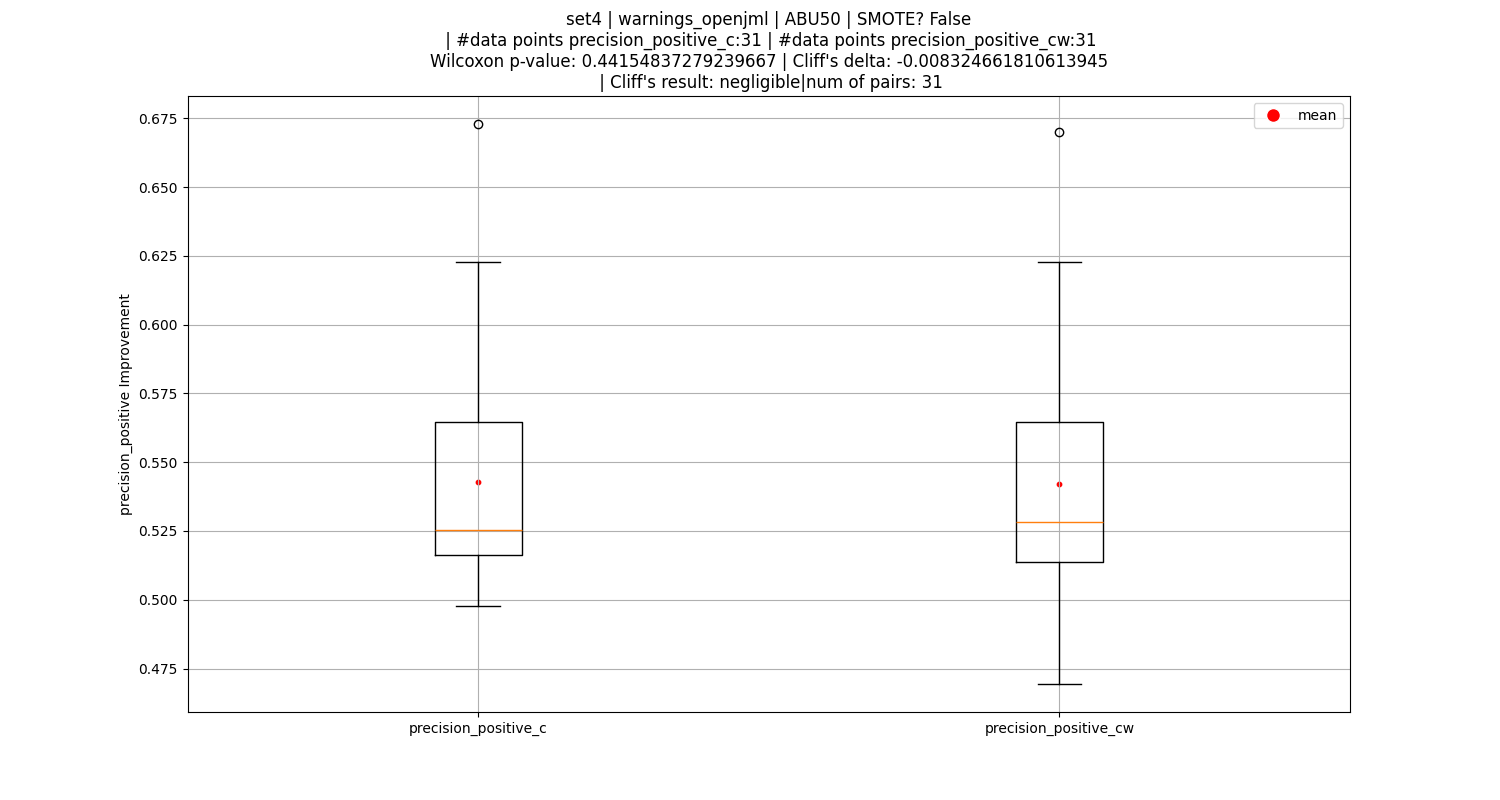 set4 | warnings_openjml | ABU50 | SMOTE? False
| #data points precision_positive_c:31 | #data points precision_positive_cw:31
Wilcoxon p-value: 0.44154837279239667 | Cliff's delta: -0.008324661810613945
| Cliff's result: negligible|num of pairs: 31
mean
0.675
0.650
0.625
0.600
0.575
0.550
0.525
0.500
0.475
precision_positive Improvement
precision_positive_c
precision_positive_cw